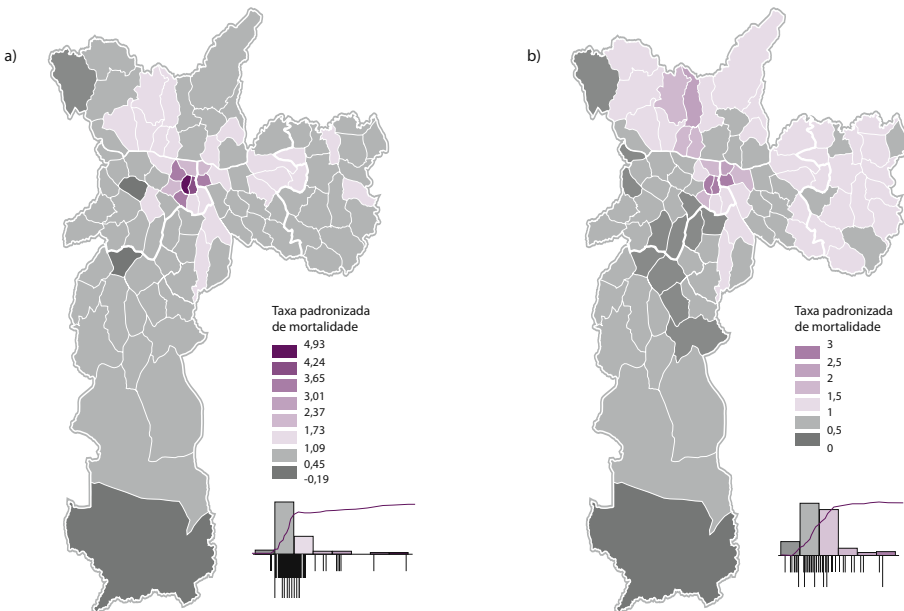 a)
Taxa padronizada
de mortalidade
4,93
4,24
3,65
3,01
2,37
1,73
1,09
0,45
-0,19
b)
Taxa padronizada
de mortalidade
3
2,5
2
1,5
1
0,5
0